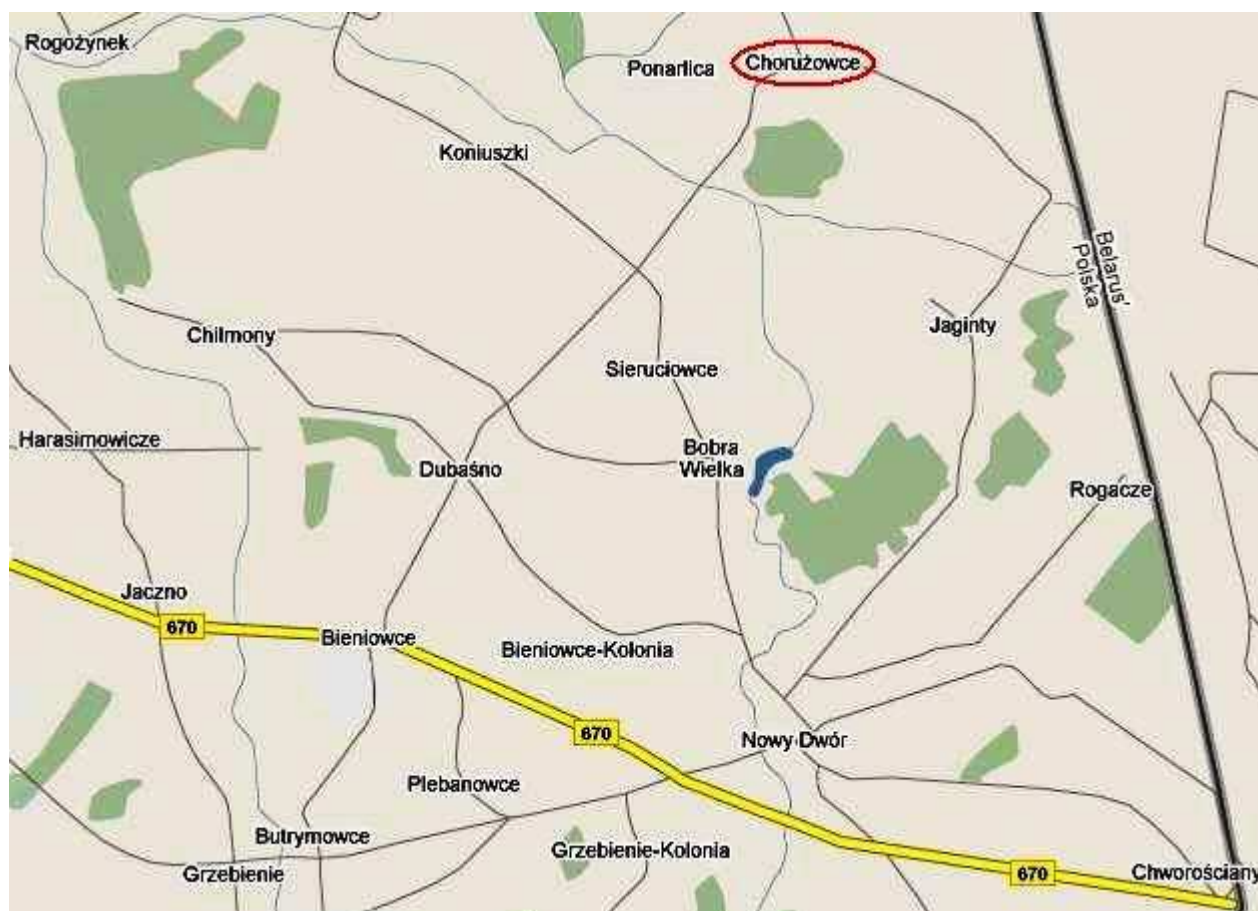 Rogożynek
Ponarlica
Chorużowce
Koniuszki
Belarus'
Polska
Chilmony
Jaginty
Sieruciowce
Harasimowicze
Bobra
Wielka
Dubaśno
Rogacze
Jaczno
670
Bieniowce
Bieniowce-Kolonia
670
Nowy Dwór
Plebanowce
Butrymowce
Grzebienie-Kolonia
Grzebienie
670
Chworościany